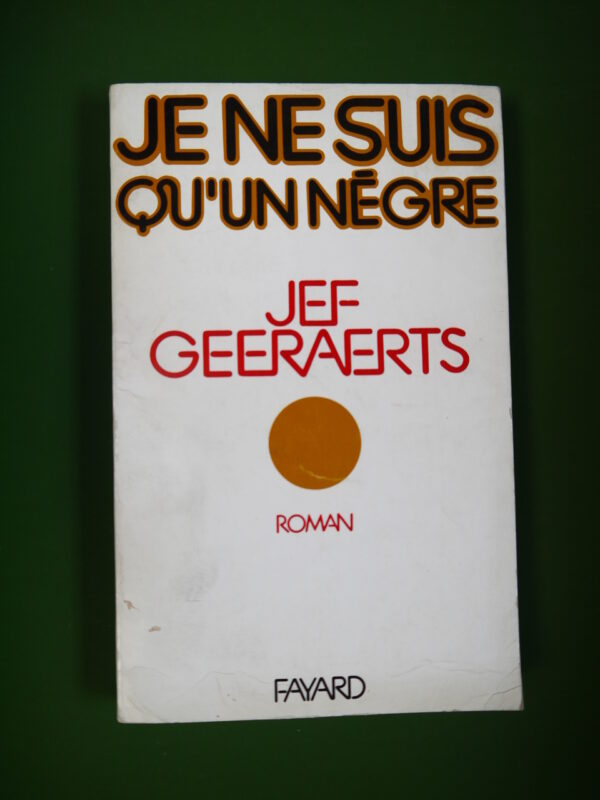 JE NE SUIS
QU'UN NÈGRE
JEF
GEERAERTS
ROMAN
FAYARD